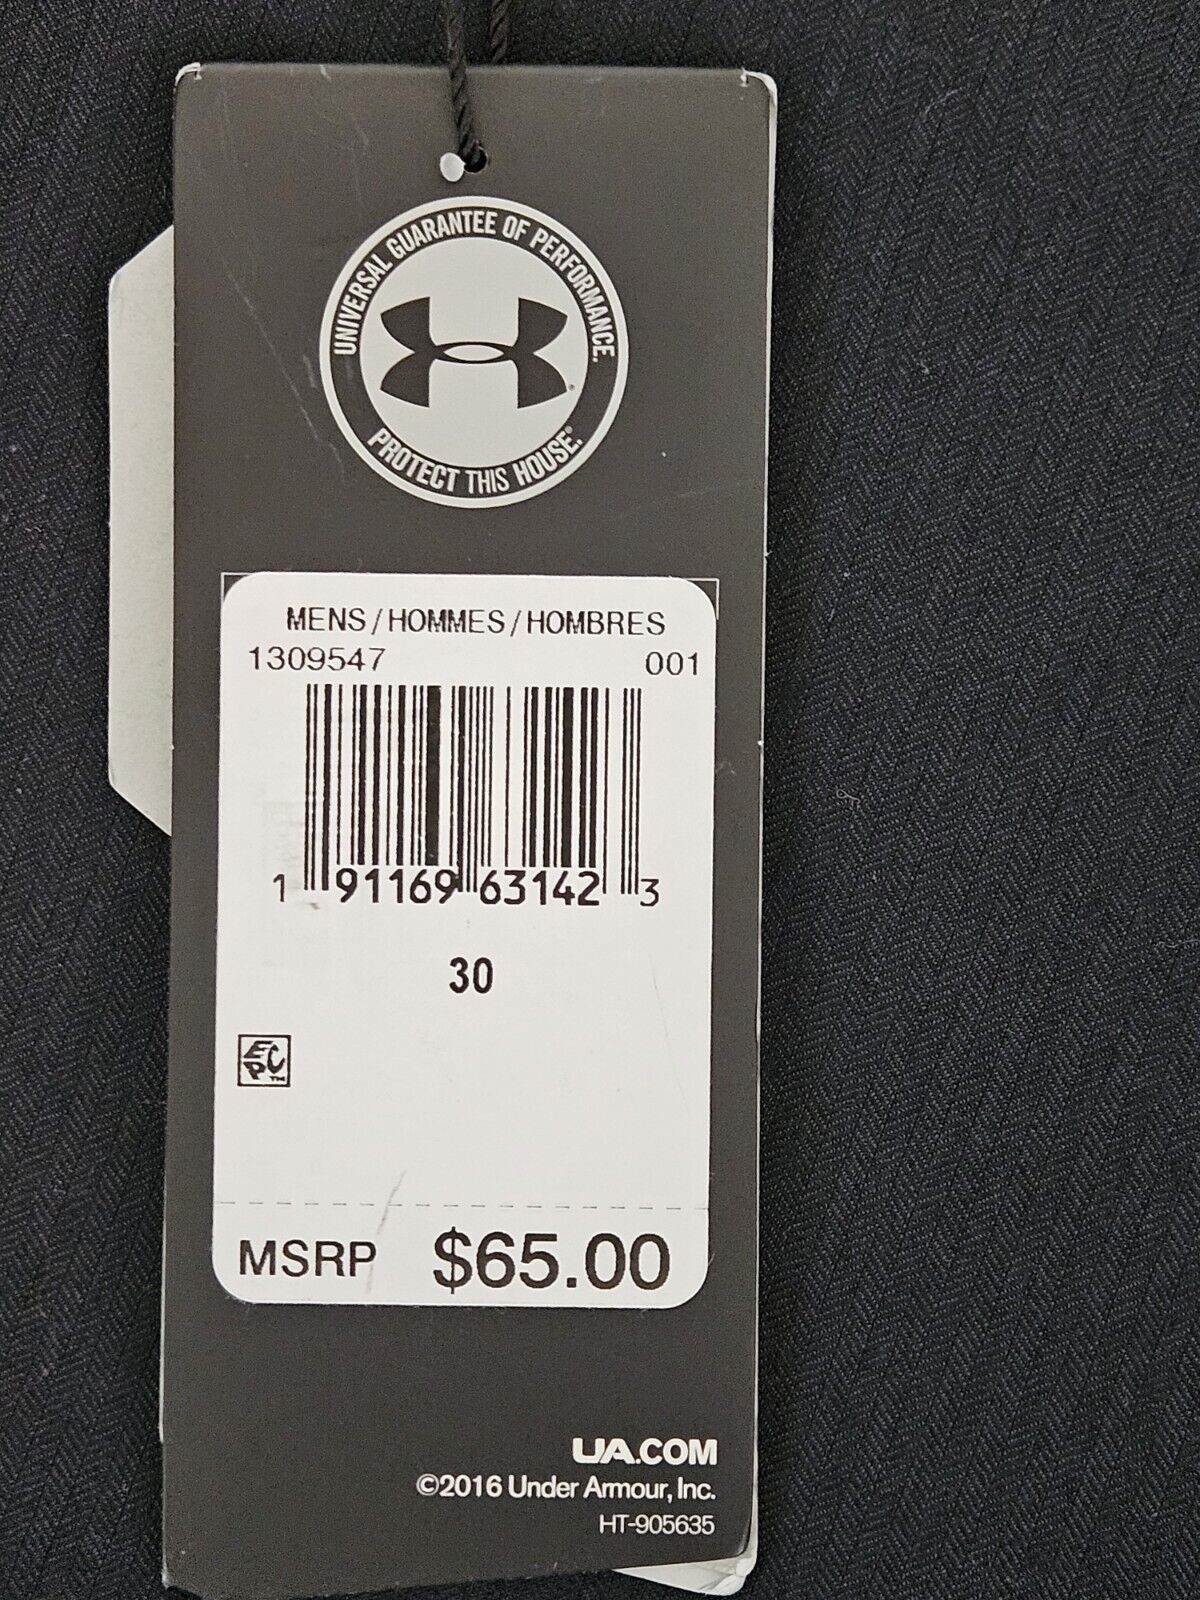 UNIVERSAL GUARANTEE OF PERFORMANCE.
PROTECT THIS HOUSE.®
MENS/HOMMES/HOMBRES
1309547 001
1 91169 63142 3
30
EPC™
MSRP $65.00
UA.COM
©2016 Under Armour, Inc.
HT-905635